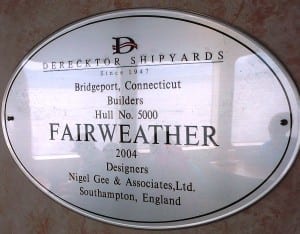 D
DERECKTOR SHIPYARDS
Since 1947
Bridgeport, Connecticut
Builders
Hull No. 5000
FAIRWEATHER
2004
Designers
Nigel Gee & Associates,Ltd.
Southampton, England